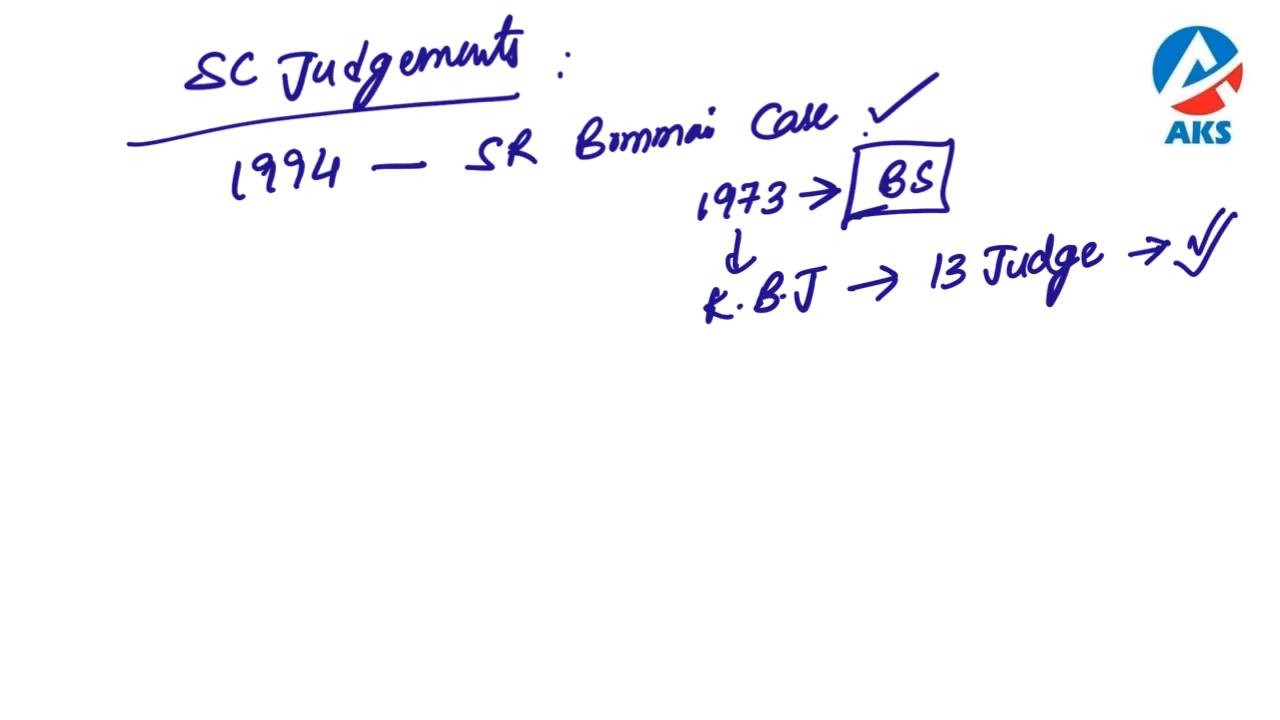 SC Judgements :
1994 — SR Bommai Case ✓
1973 → BS
↓
K.B.J → 13 Judge → ✓✓
AKS